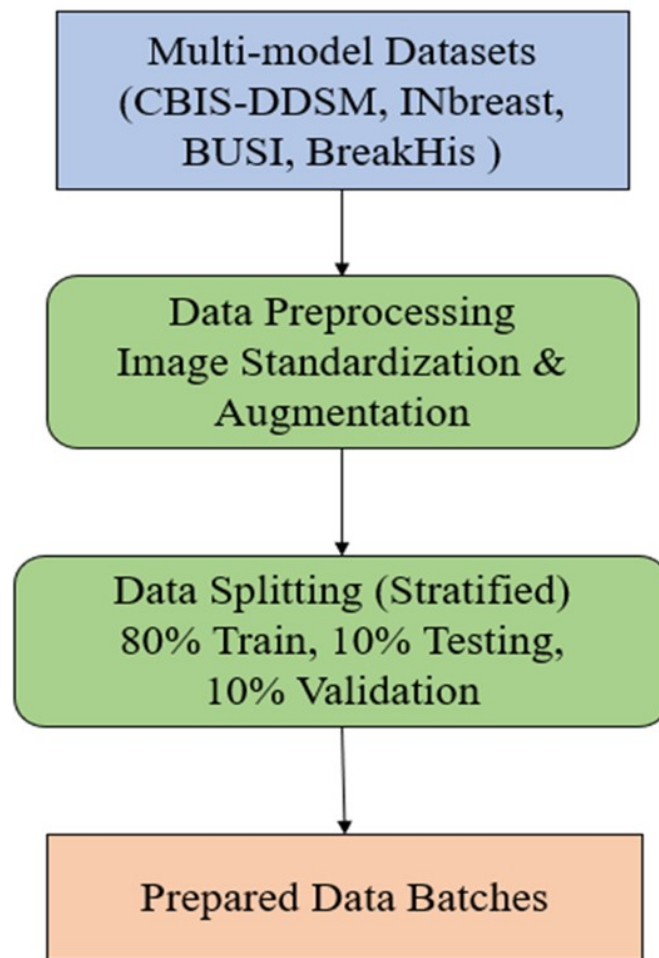 Multi-model Datasets
(CBIS-DDSM, INbreast,
BUSI, BreakHis )
Data Preprocessing
Image Standardization &
Augmentation
Data Splitting (Stratified)
80% Train, 10% Testing,
10% Validation
Prepared Data Batches